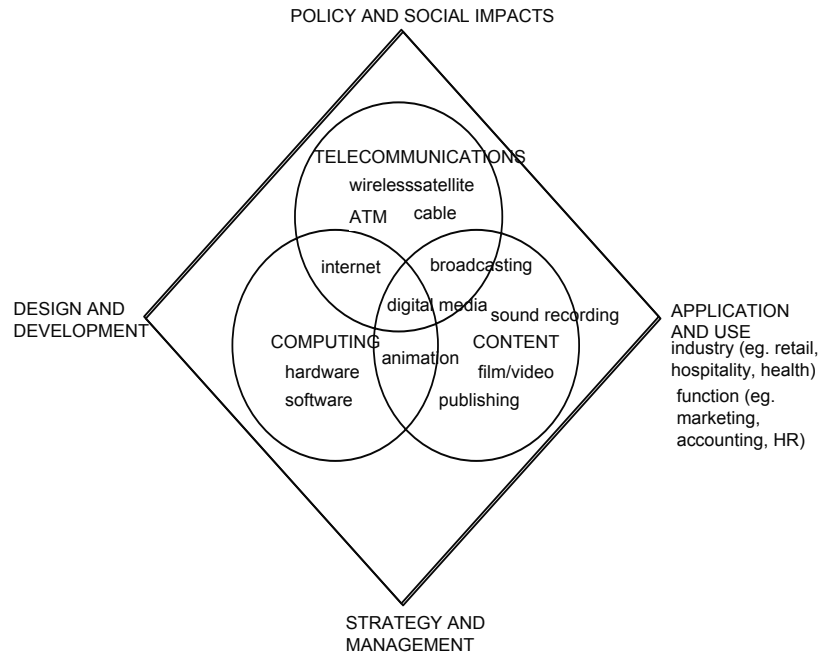 POLICY AND SOCIAL IMPACTS
TELECOMMUNICATIONS
wirelesssatellite
ATM cable
internet broadcasting
digital media
sound recording
DESIGN AND
DEVELOPMENT
APPLICATION
AND USE
industry (eg. retail,
hospitality, health)
function (eg.
marketing,
accounting, HR)
COMPUTING CONTENT
animation
hardware film/video
software publishing
STRATEGY AND
MANAGEMENT